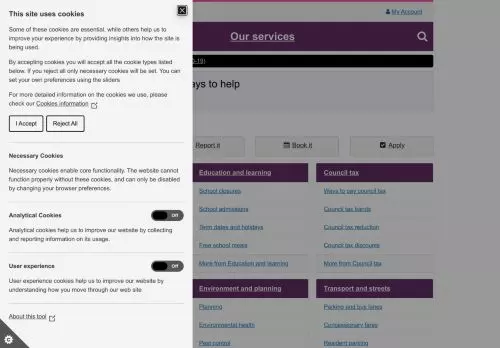 This site uses cookies
Some of these cookies are essential, while others help us to
improve your experience by providing insights into how the site is
being used.
By accepting cookies you will accept all the cookie types listed
below. If you reject all only necessary cookies will be set. You can
set your own preferences using the sliders
For more detailed information on the cookies we use, please
check our Cookies information
I Accept
Reject All
Necessary Cookies
Necessary cookies enable core functionality. The website cannot
function properly without these cookies, and can only be disabled
by changing your browser preferences.
Analytical Cookies
Off
Analytical cookies help us to improve our website by collecting
and reporting information on its usage.
User experience
Off
User experience cookies help us to improve our website by
understanding how you move through our web site
About this tool
My Account
Our services
-19)
ys to help
Report it
Book it
Apply
Education and learning
School closures
School admissions
Term dates and holidays
Free school meals
More from Education and learning
Council tax
Ways to pay council tax
Council tax bands
Council tax reduction
Council tax discounts
More from Council tax
Environment and planning
Planning
Environmental health
Pest control
Transport and streets
Parking and bus lanes
Concessionary fares
Resident parking